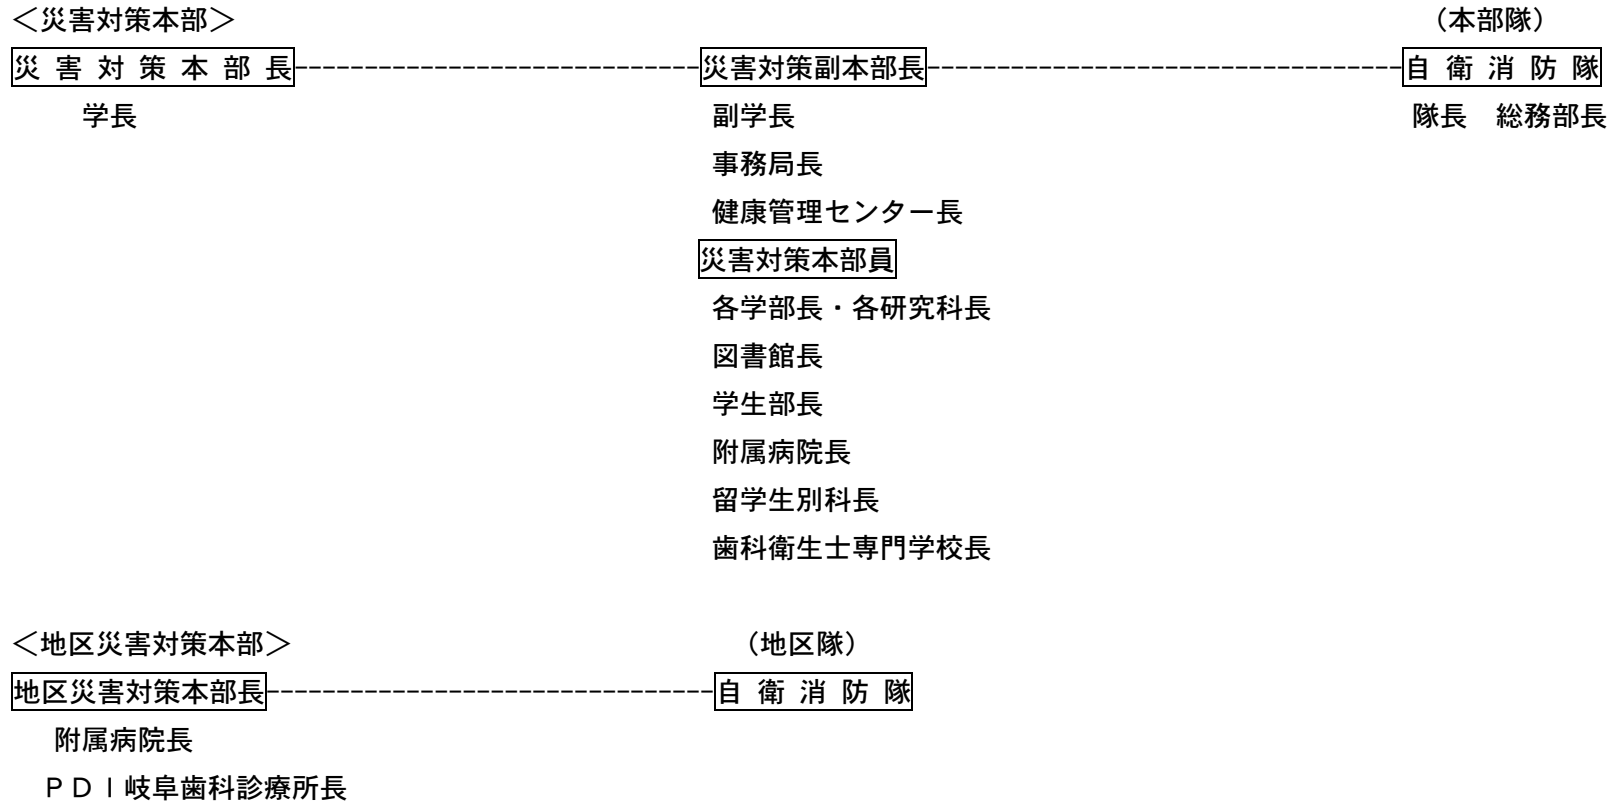 ＜災害対策本部＞　（本部隊）
災害対策本部長-----------------------------災害対策副本部長----------------------------------自衛消防隊
学長　副学長　隊長　総務部長
事務局長
健康管理センター長
災害対策本部員
各学部長・各研究科長
図書館長
学生部長
附属病院長
留学生別科長
歯科衛生士専門学校長
＜地区災害対策本部＞　（地区隊）
地区災害対策本部長--------------------------------自衛消防隊
附属病院長
ＰＤＩ岐阜歯科診療所長